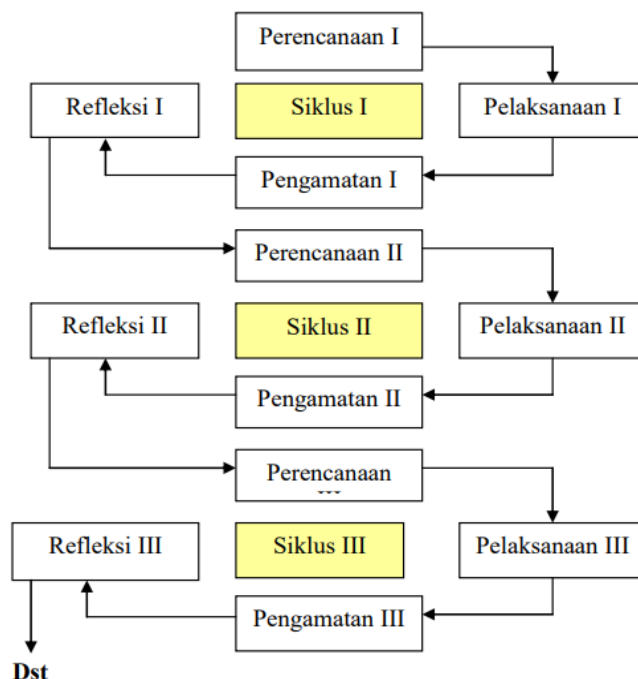 Perencanaan I
Refleksi I
Siklus I
Pelaksanaan I
Pengamatan I
Perencanaan II
Refleksi II
Siklus II
Pelaksanaan II
Pengamatan II
Perencanaan
Refleksi III
Siklus III
Pelaksanaan III
Pengamatan III
Dst